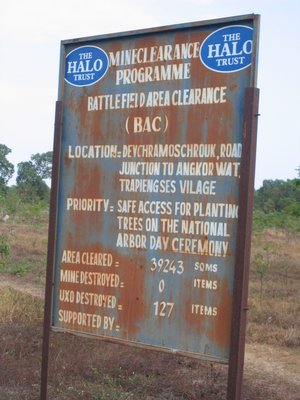 THE HALO TRUST
MINECLEARANCE
THE HALO TRUST
PROGRAMME
BATTLEFIELD AREA CLEARANCE
(BAC)
LOCATION= DEYCHRAMOSCHROUK, ROAD
JUNCTION TO ANGKOR WAT,
TRAPIENGSES VILAGE
PRIORITY= SAFE ACCESS FOR PLANTING
TREES ON THE NATIONAL
ARBOR DAY CEREMONY
AREA CLEARED = 39243 SQMS
MINE DESTROYED = 0 ITEMS
UXO DESTROYED = 127 ITEMS
SUPPORTED BY =